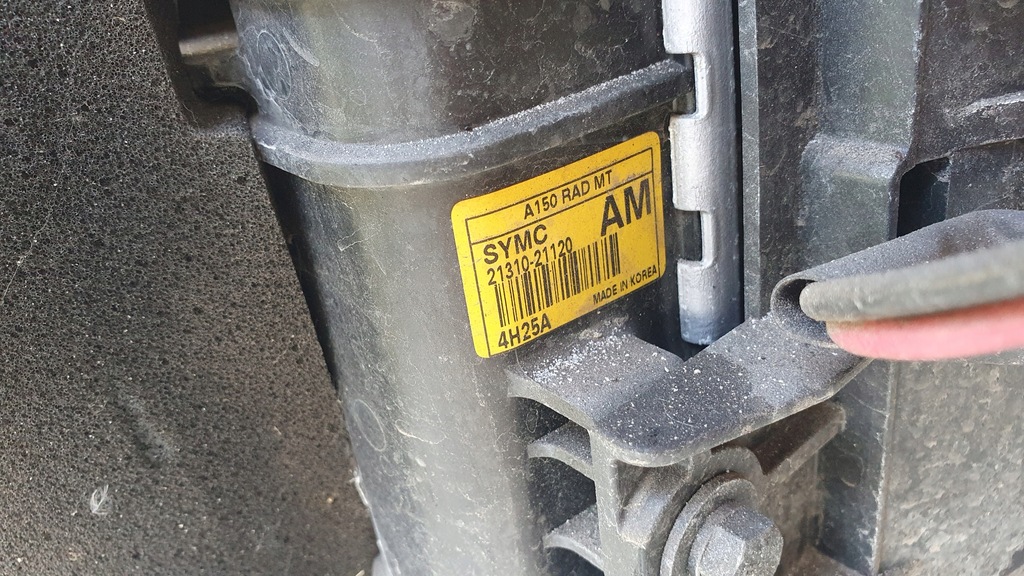 A150 RAD MT
SYMC AM
21310-21120
MADE IN KOREA
4H25A